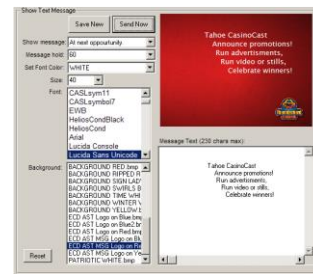 Show Text Message
Save New
Send Now
Show message: At next oppourtunity
Message hold: 60
Set Font Color: WHITE
Size: 40
Font:
CASLsym11
CASLsymbol7
EWB
HeliosCondBlack
HeliosCond
Arial
Lucida Console
Lucida Sans Unicode
Background:
BACKGROUND RED.bmp
BACKGROUND RIPPED R
BACKGROUND SIGN LADY
BACKGROUND SWIRLS B
BACKGROUND TIME WHI
BACKGROUND WINTER V
BACKGROUND YELLOW.b
ECD AST Logo on Blue.bmp
ECD AST Logo on Blue2.br
ECD AST Logo on Red.bmp
ECD AST MSG Logo on Bl
ECD AST MSG Logo on Re
ECD AST MSG Logo on Ye
PATRIOTIC WHITE.bmp
Reset
Tahoe CasinoCast
Announce promotions!
Run advertisments,
Run video or stills,
Celebrate winners!
Message Text (230 chars max):
Tahoe CasinoCast
Announce promotions!
Run advertisments,
Run video or stills,
Celebrate winners!